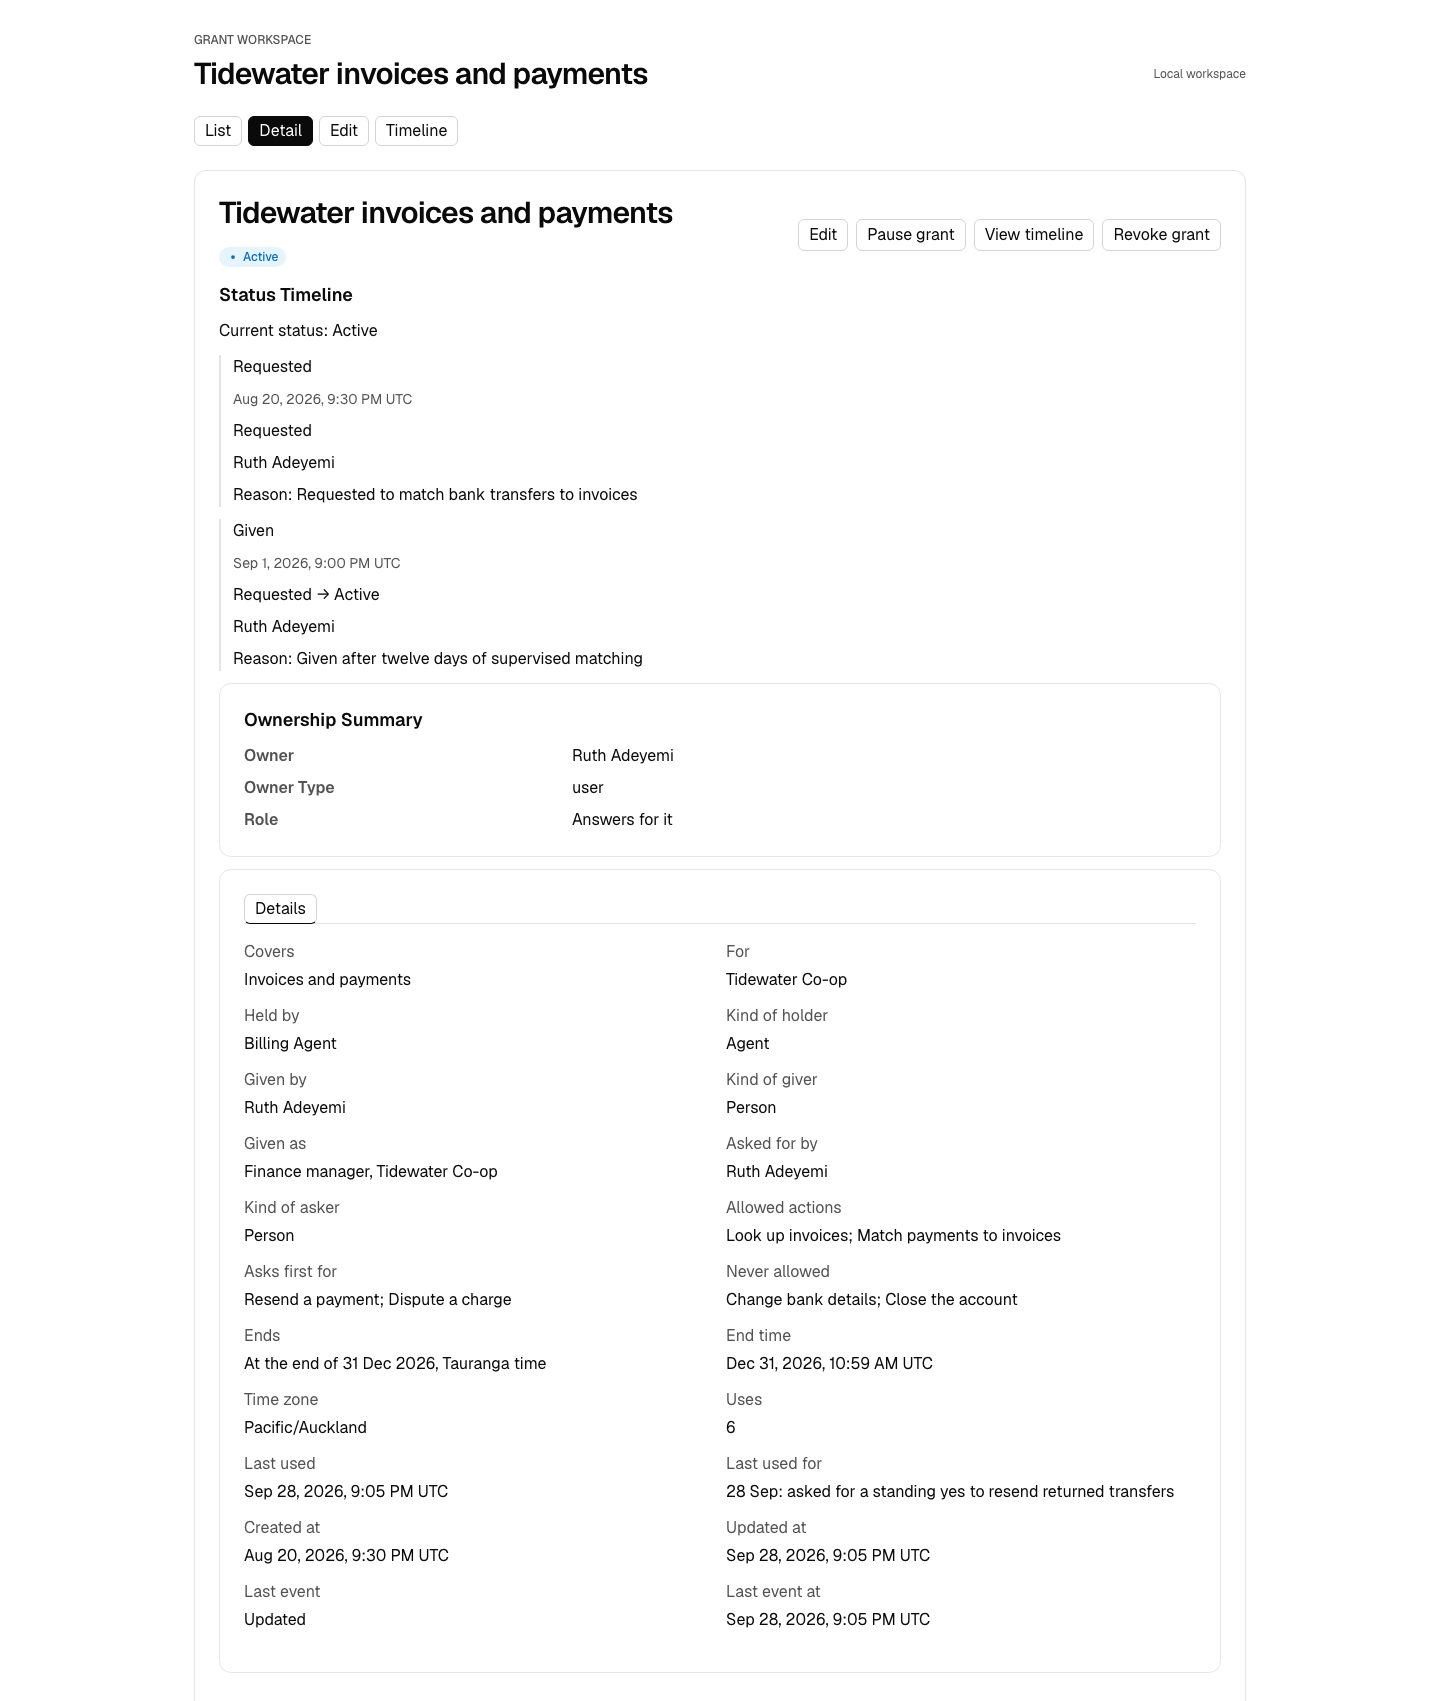 GRANT WORKSPACE
Tidewater invoices and payments
Local workspace
List
Detail
Edit
Timeline
Tidewater invoices and payments
• Active
Edit
Pause grant
View timeline
Revoke grant
Status Timeline
Current status: Active
Requested
Aug 20, 2026, 9:30 PM UTC
Requested
Ruth Adeyemi
Reason: Requested to match bank transfers to invoices
Given
Sep 1, 2026, 9:00 PM UTC
Requested → Active
Ruth Adeyemi
Reason: Given after twelve days of supervised matching
Ownership Summary
Owner
Ruth Adeyemi
Owner Type
user
Role
Answers for it
Details
Covers
Invoices and payments
For
Tidewater Co-op
Held by
Billing Agent
Kind of holder
Agent
Given by
Ruth Adeyemi
Kind of giver
Person
Given as
Finance manager, Tidewater Co-op
Asked for by
Ruth Adeyemi
Kind of asker
Person
Allowed actions
Look up invoices; Match payments to invoices
Asks first for
Resend a payment; Dispute a charge
Never allowed
Change bank details; Close the account
Ends
At the end of 31 Dec 2026, Tauranga time
End time
Dec 31, 2026, 10:59 AM UTC
Time zone
Pacific/Auckland
Uses
6
Last used
Sep 28, 2026, 9:05 PM UTC
Last used for
28 Sep: asked for a standing yes to resend returned transfers
Created at
Aug 20, 2026, 9:30 PM UTC
Updated at
Sep 28, 2026, 9:05 PM UTC
Last event
Updated
Last event at
Sep 28, 2026, 9:05 PM UTC